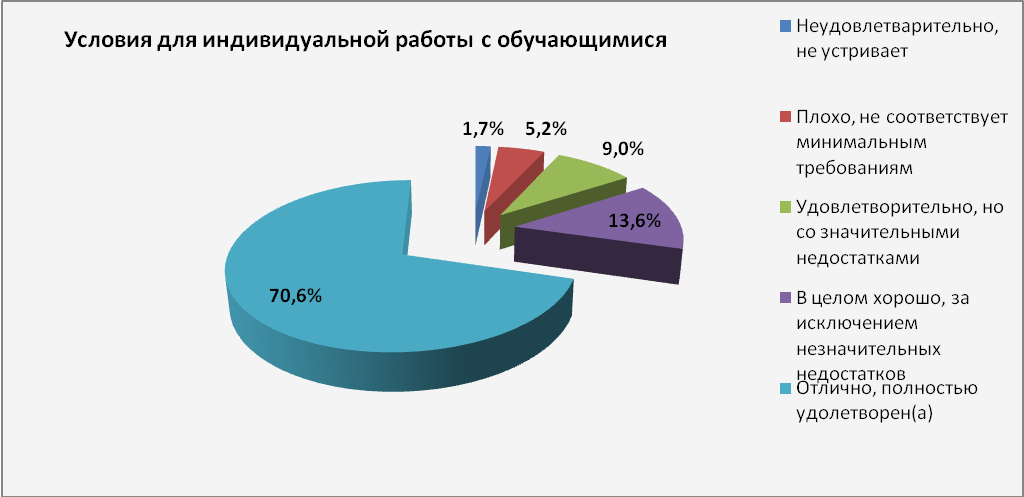 Условия для индивидуальной работы с обучающимися
1,7%
5,2%
9,0%
13,6%
70,6%
Неудовлетварительно,
не устривает
Плохо, не соответствует
минимальным
требованиям
Удовлетворительно, но
со значительными
недостатками
В целом хорошо, за
исключением
незначительных
недостатков
Отлично, полностью
удолетворен(а)